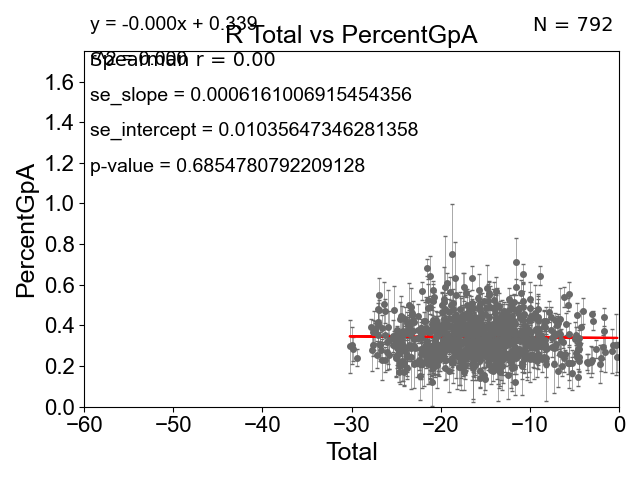 y = -0.000x + 0.339
R Total vs PercentGpA
N = 792
Spearman r = 0.00
se_slope = 0.0006161006915454356
se_intercept = 0.01035647346281358
p-value = 0.6854780792209128
PercentGpA
1.6
1.4
1.2
1.0
0.8
0.6
0.4
0.2
0.0
−60 −50 −40 −30 −20 −10 0
Total